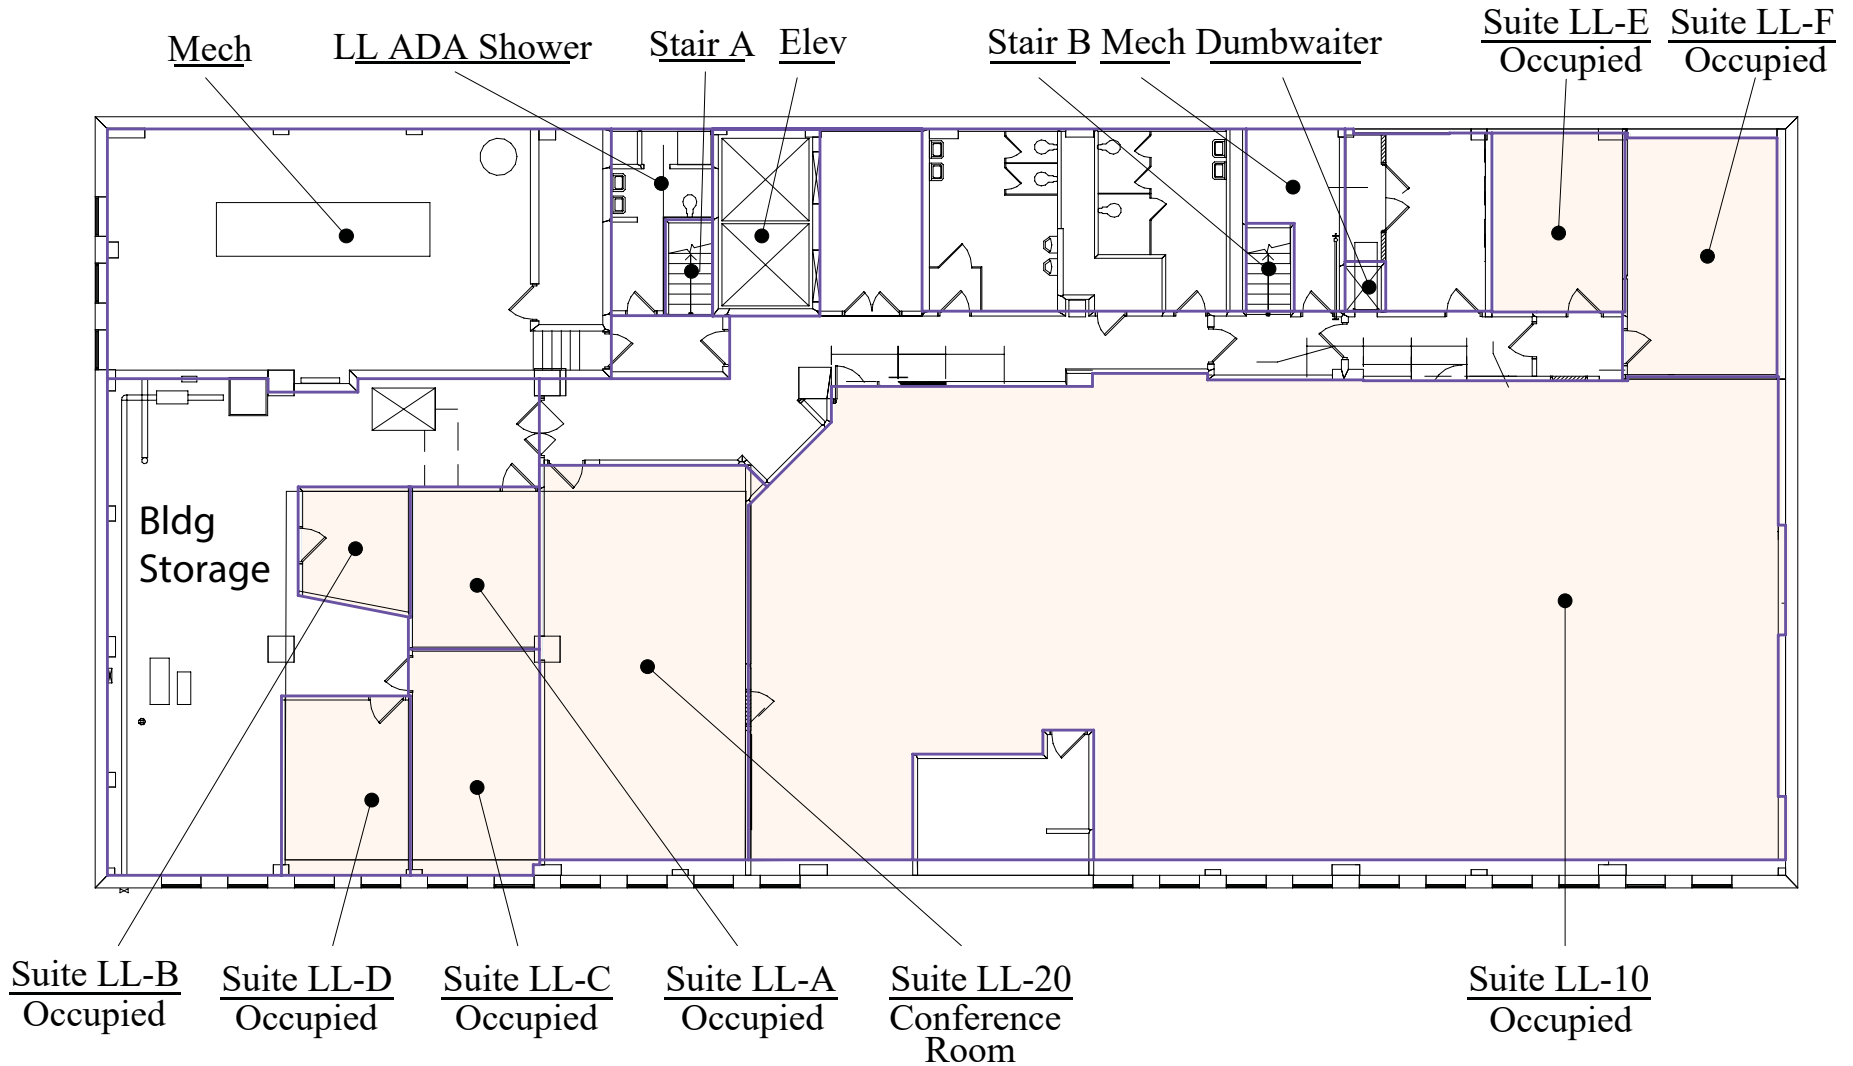 Mech
LL ADA Shower
Stair A
Elev
Stair B
Mech
Dumbwaiter
Suite LL-E
Occupied
Suite LL-F
Occupied
Bldg
Storage
Suite LL-B
Occupied
Suite LL-D
Occupied
Suite LL-C
Occupied
Suite LL-A
Occupied
Suite LL-20
Conference
Room
Suite LL-10
Occupied